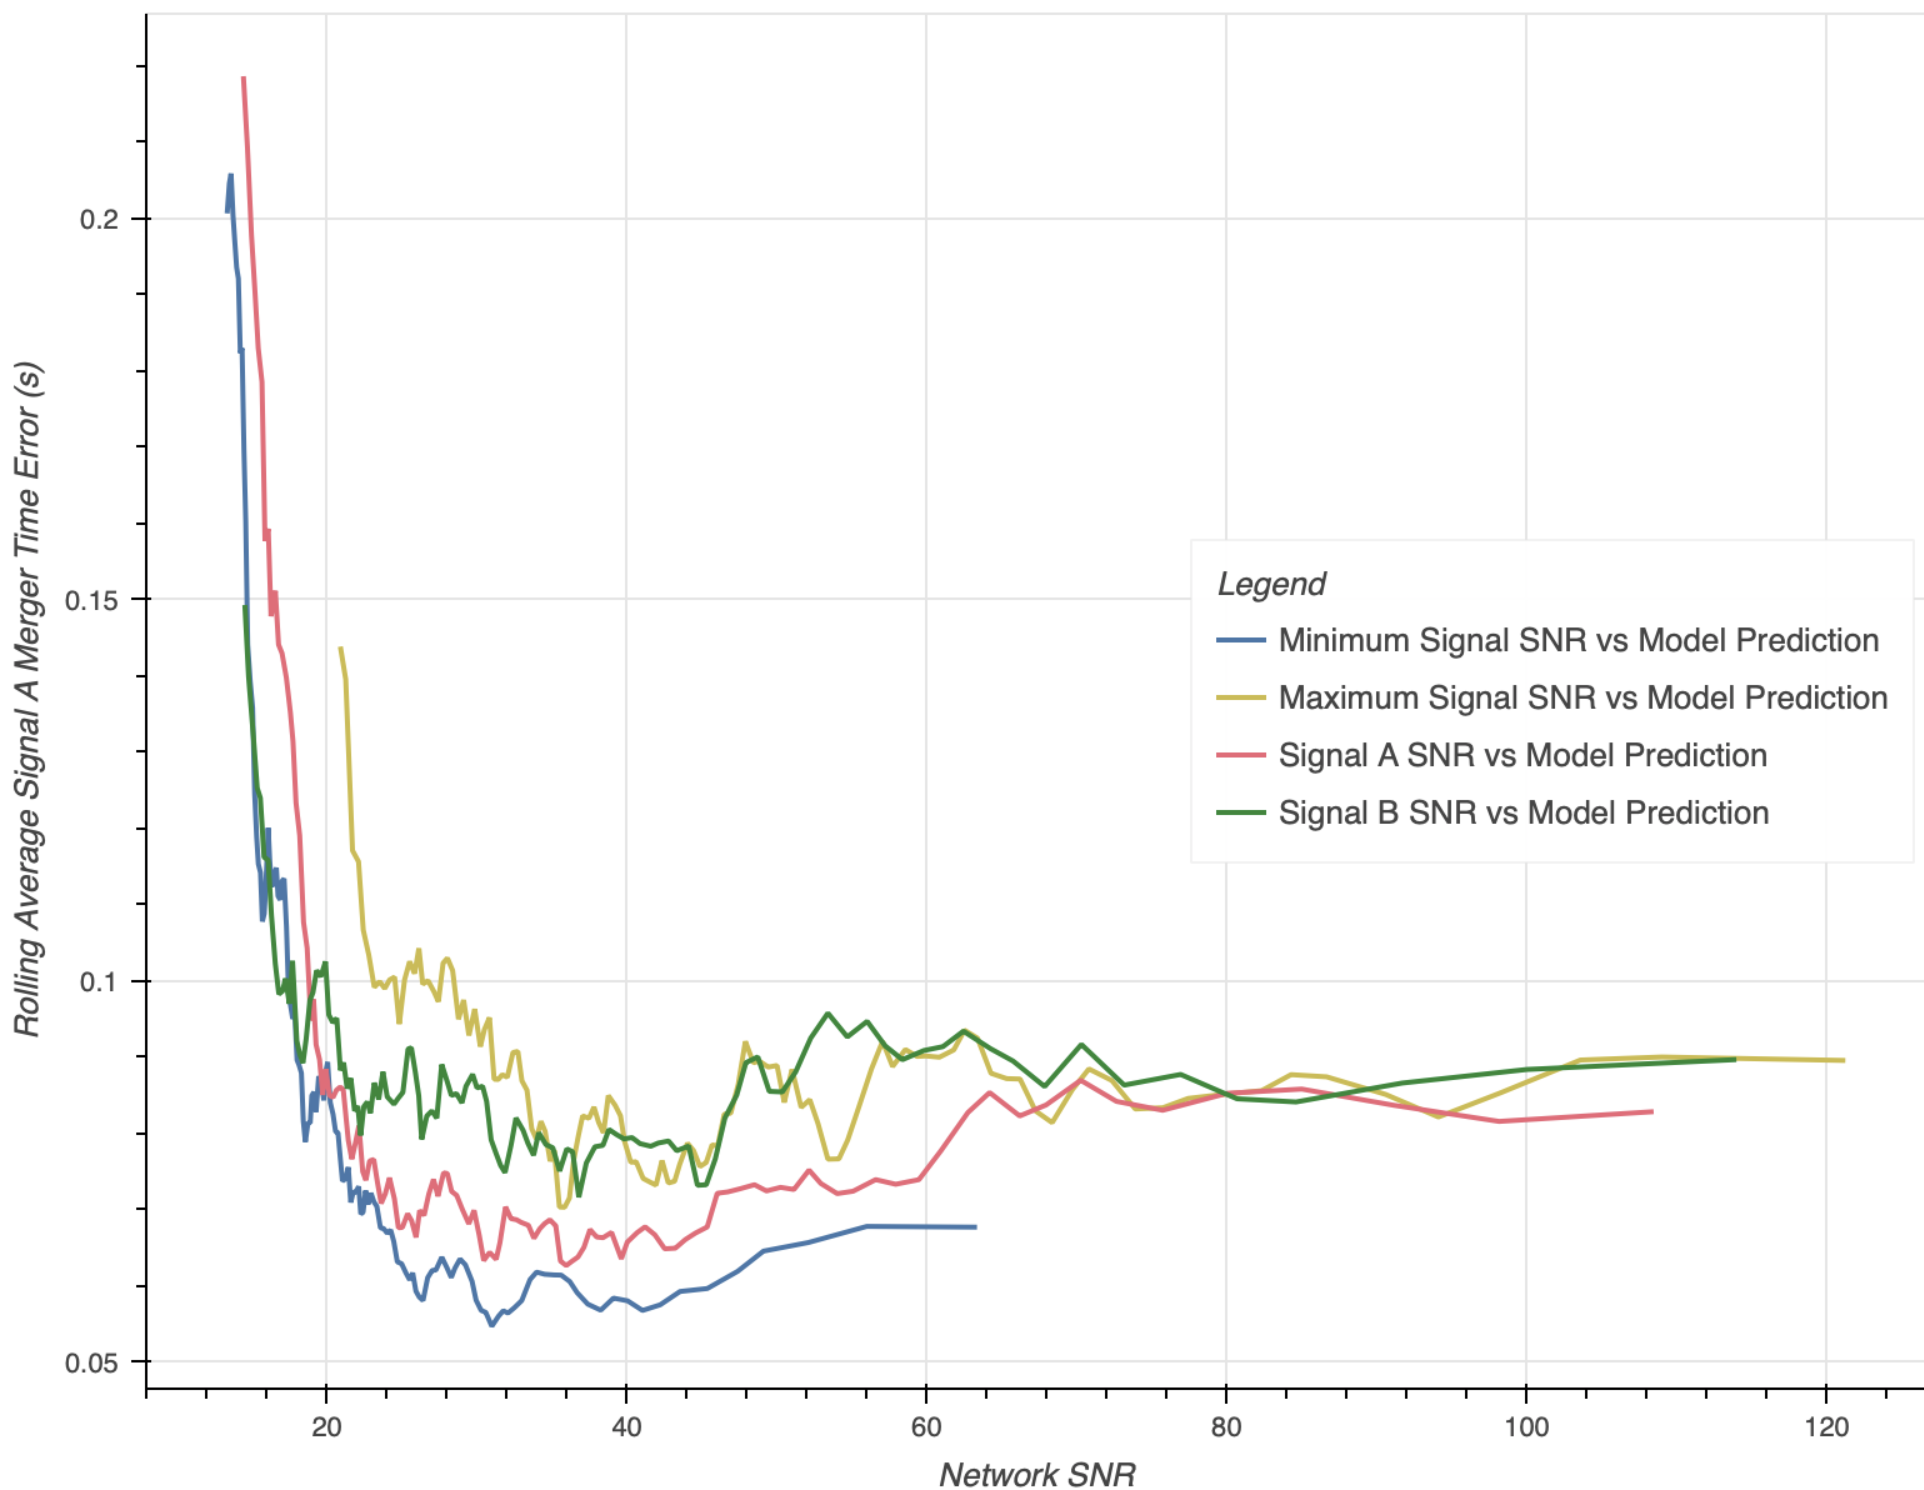 Rolling Average Signal A Merger Time Error (s)
0.2
0.15
0.1
0.05
Legend
Minimum Signal SNR vs Model Prediction
Maximum Signal SNR vs Model Prediction
Signal A SNR vs Model Prediction
Signal B SNR vs Model Prediction
20 40 60 80 100 120
Network SNR